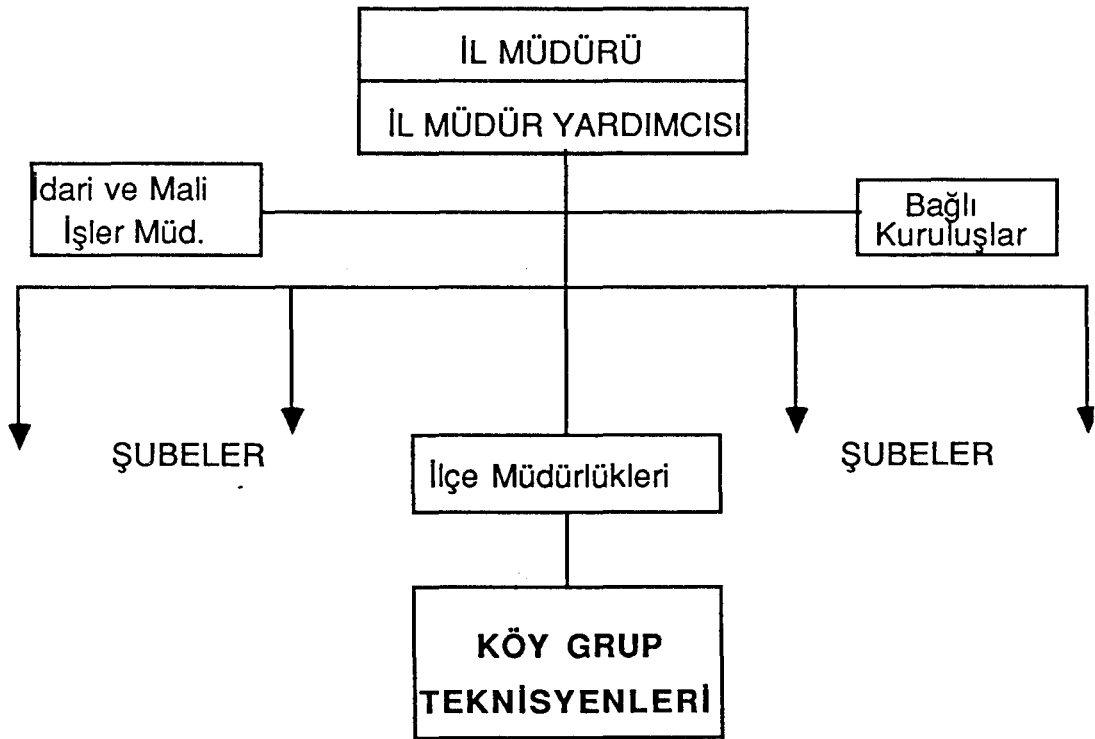 İL MÜDÜRÜ
İL MÜDÜR YARDIMCISI
İdari ve Mali
İşler Müd.
Bağlı
Kuruluşlar
ŞUBELER
ŞUBELER
İlçe Müdürlükleri
KÖY GRUP
TEKNİSYENLERİ